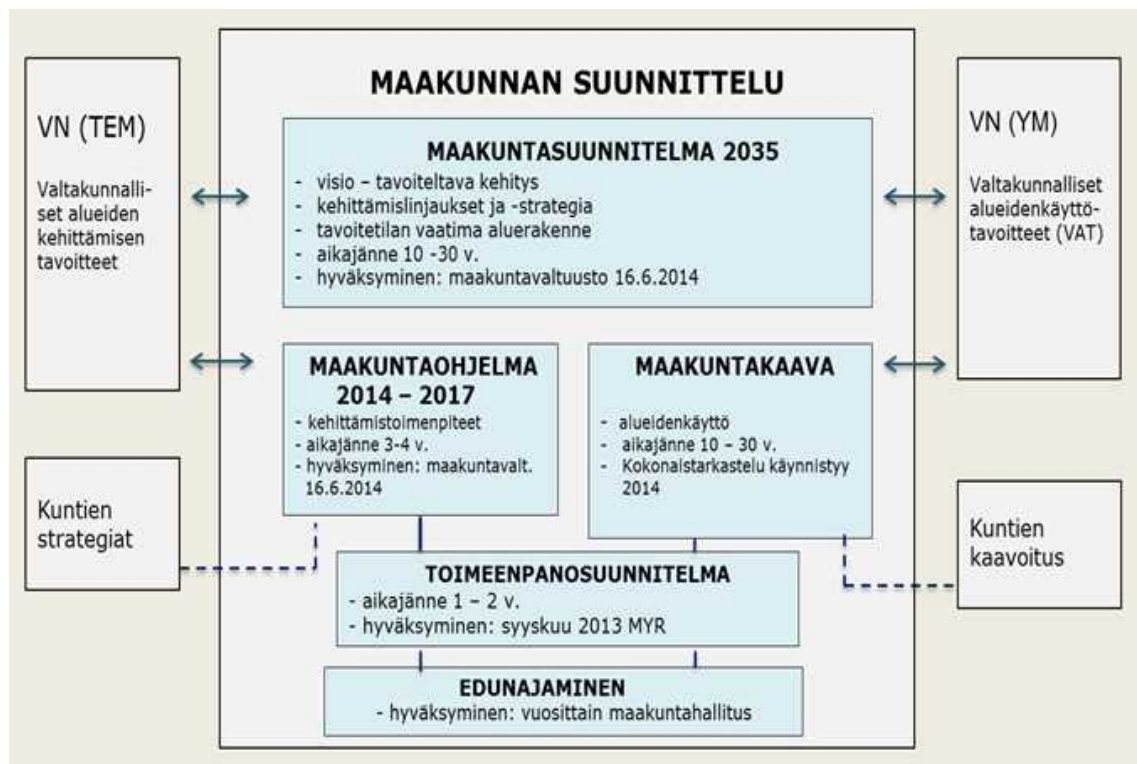 MAAKUNNAN SUUNNITTELU
VN (TEM)
Valtakunnalli-
set alueiden
kehittämisen
tavoitteet
MAAKUNTASUUNNITELMA 2035
- visio – tavoiteltava kehitys
- kehittämislinjaukset ja -strategia
- tavoitetilan vaatima aluerakenne
- aikajänne 10 -30 v.
- hyväksyminen: maakuntavaltuusto 16.6.2014
VN (YM)
Valtakunnalliset
alueidenkäyttö-
tavoitteet (VAT)
MAAKUNTAOHJELMA
2014 – 2017
- kehittämistoimenpiteet
- aikajänne 3-4 v.
- hyväksyminen: maakuntavalt.
16.6.2014
MAAKUNTAKAAVA
- alueidenkäyttö
- aikajänne 10 – 30 v.
- Kokonaistarkastelu käynnistyy
2014
Kuntien
strategiat
Kuntien
kaavoitus
TOIMEENPANOSUUNNITELMA
- aikajänne 1 – 2 v.
- hyväksyminen: syyskuu 2013 MYR
EDUNAJAMINEN
- hyväksyminen: vuosittain maakuntahallitus